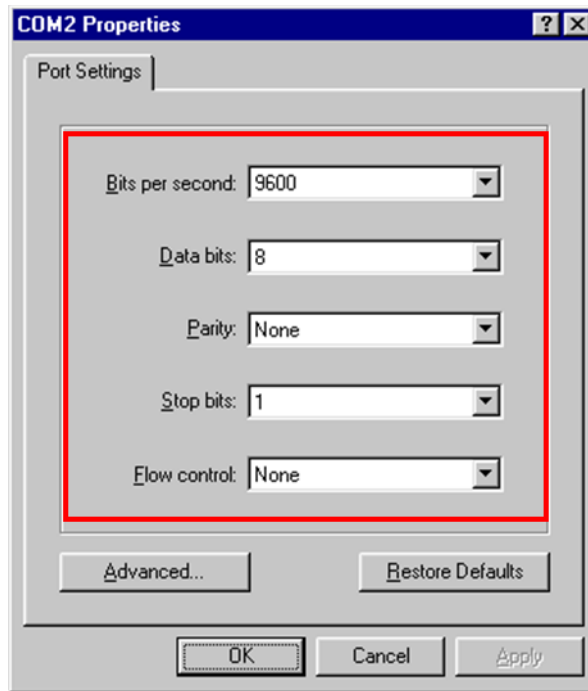 COM2 Properties
Port Settings
Bits per second: 9600
Data bits: 8
Parity: None
Stop bits: 1
Flow control: None
Advanced... Restore Defaults
OK Cancel Apply